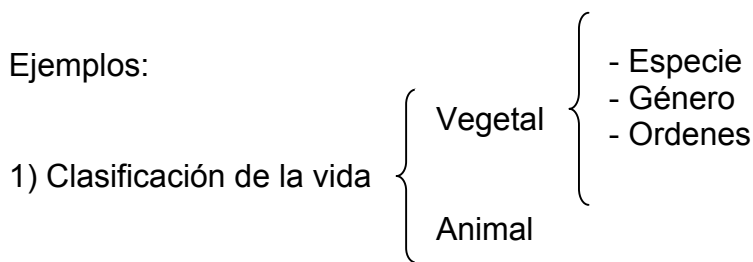 Ejemplos:
1) Clasificación de la vida
Vegetal
- Especie
- Género
- Ordenes
Animal